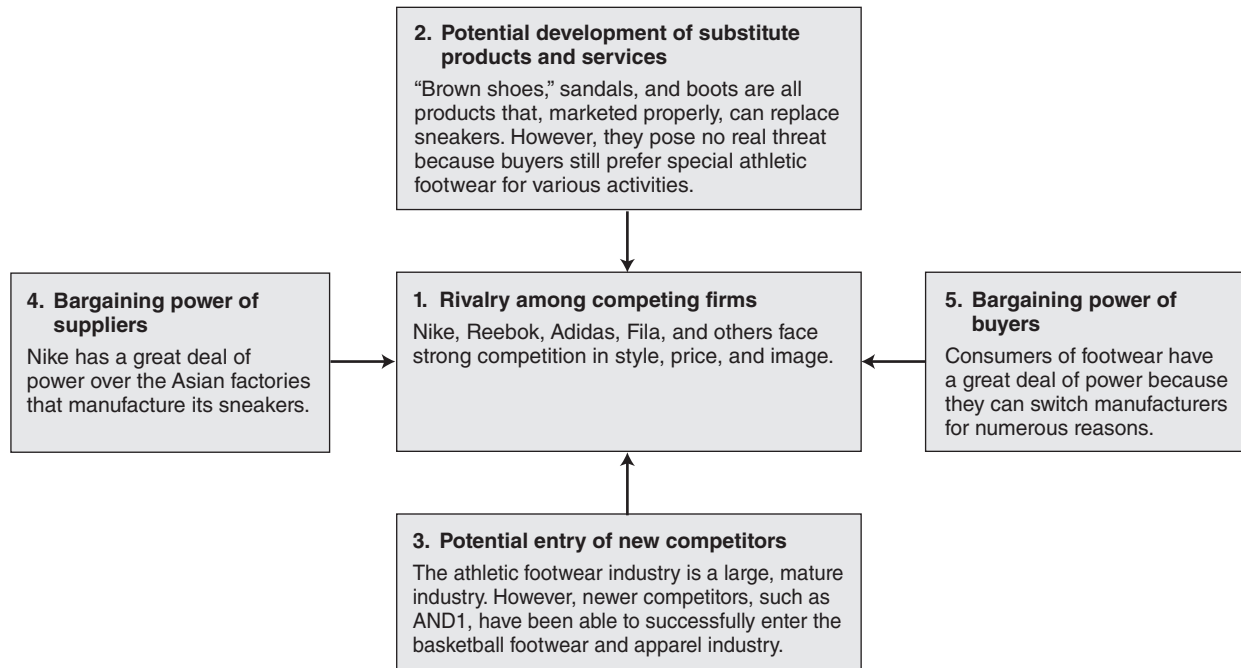 2. Potential development of substitute
products and services
“Brown shoes,” sandals, and boots are all
products that, marketed properly, can replace
sneakers. However, they pose no real threat
because buyers still prefer special athletic
footwear for various activities.
4. Bargaining power of
suppliers
Nike has a great deal of
power over the Asian factories
that manufacture its sneakers.
1. Rivalry among competing firms
Nike, Reebok, Adidas, Fila, and others face
strong competition in style, price, and image.
5. Bargaining power of
buyers
Consumers of footwear have
a great deal of power because
they can switch manufacturers
for numerous reasons.
3. Potential entry of new competitors
The athletic footwear industry is a large, mature
industry. However, newer competitors, such as
AND1, have been able to successfully enter the
basketball footwear and apparel industry.